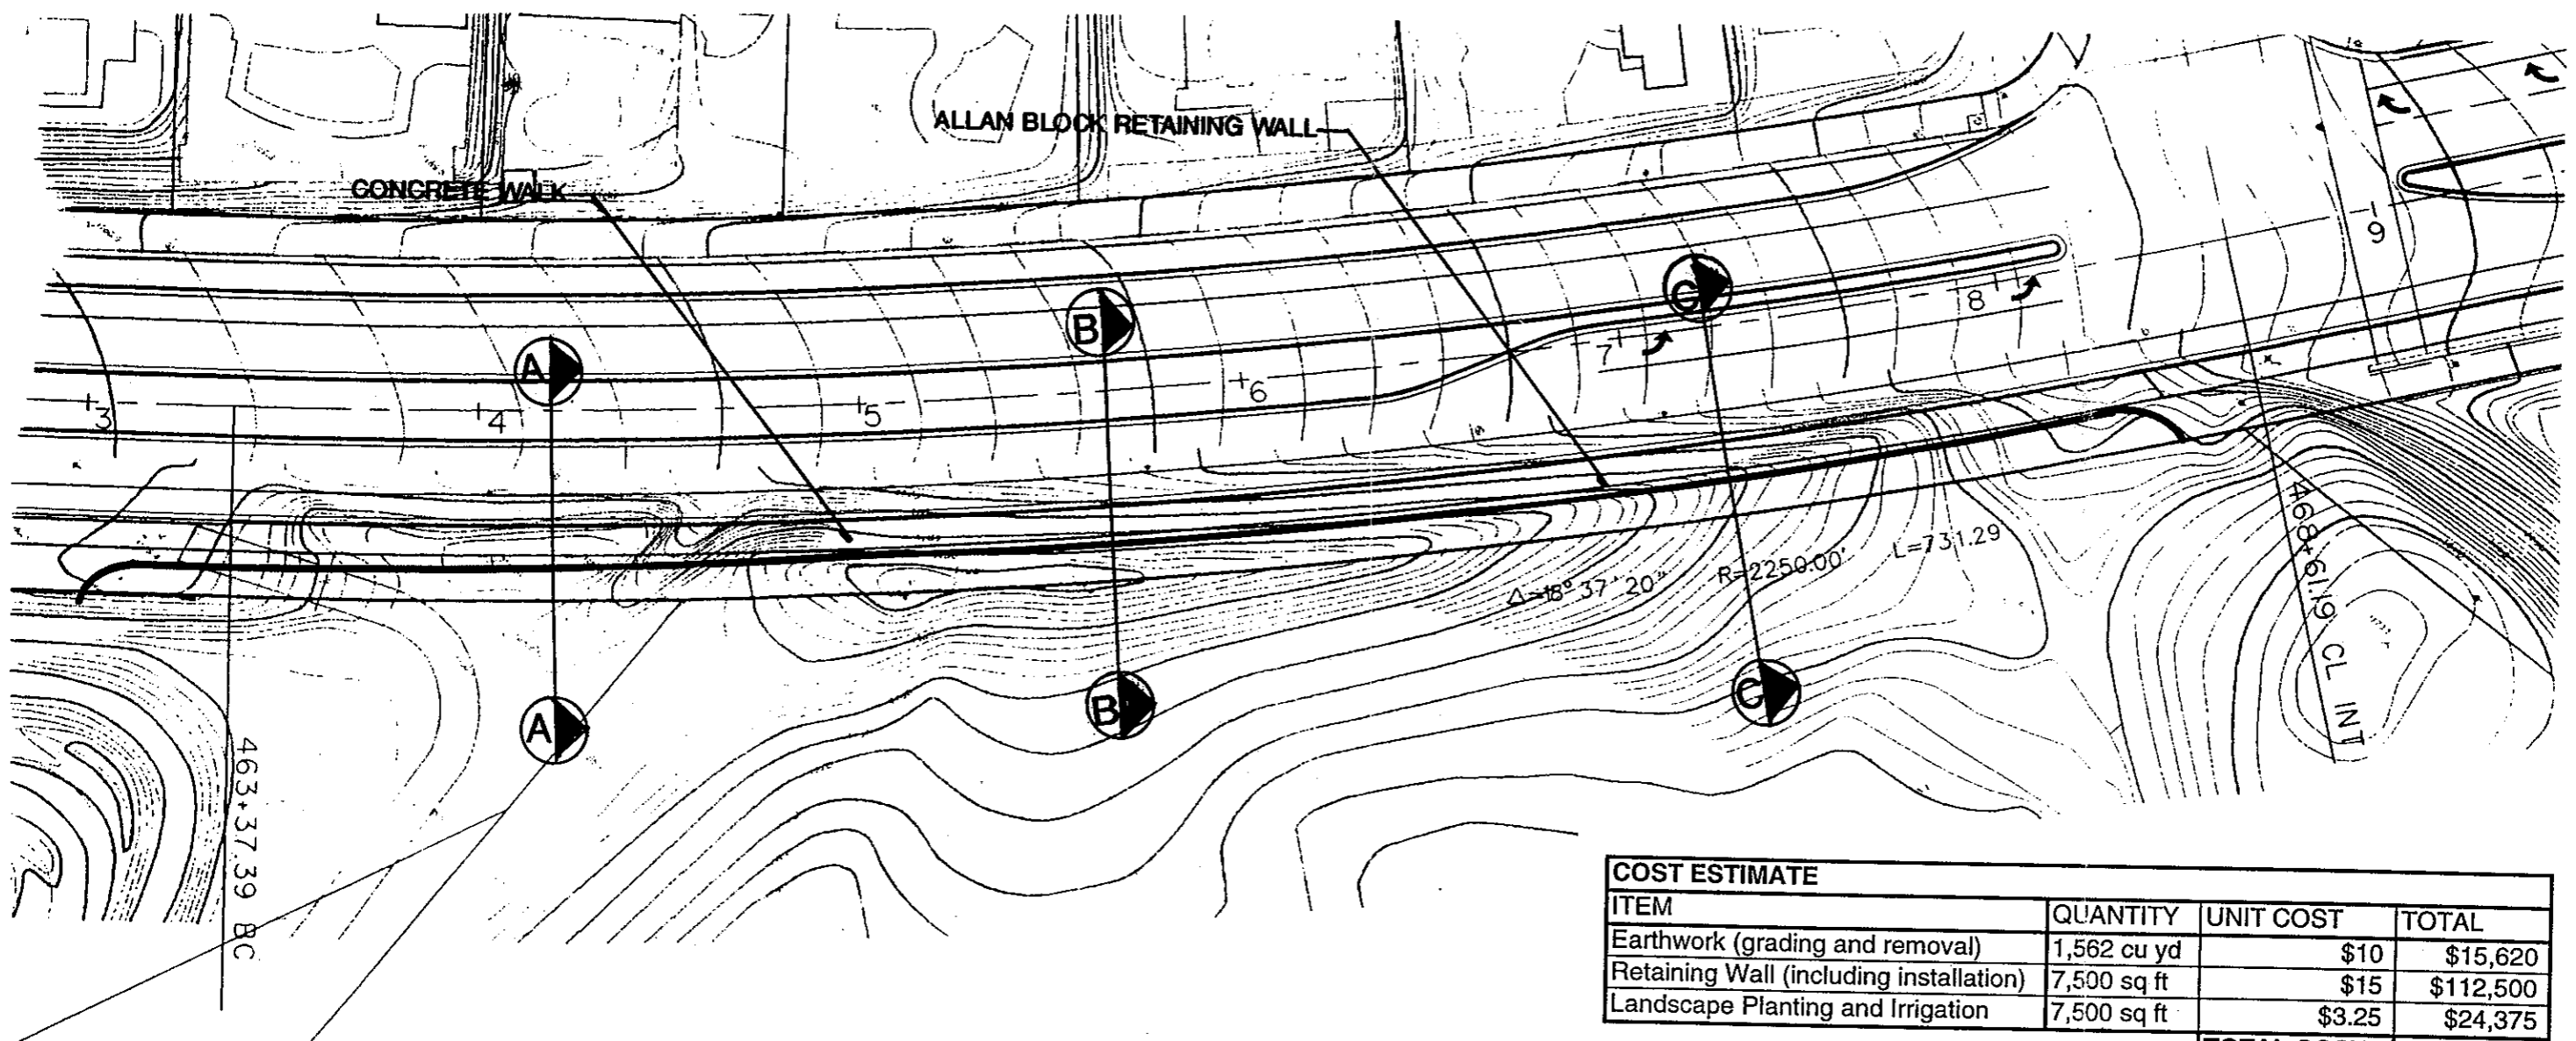 ALLAN BLOCK RETAINING WALL
CONCRETE WALK
A
B
C
3
4
5
6
7
8
9
A
B
C
Δ=18° 37' 20"
R=2250.00'
L=731.29
463+37.39 BC
468+61.19 CL INT
COST ESTIMATE
ITEM QUANTITY UNIT COST TOTAL
Earthwork (grading and removal) 1,562 cu yd $10 $15,620
Retaining Wall (including installation) 7,500 sq ft $15 $112,500
Landscape Planting and Irrigation 7,500 sq ft $3.25 $24,375